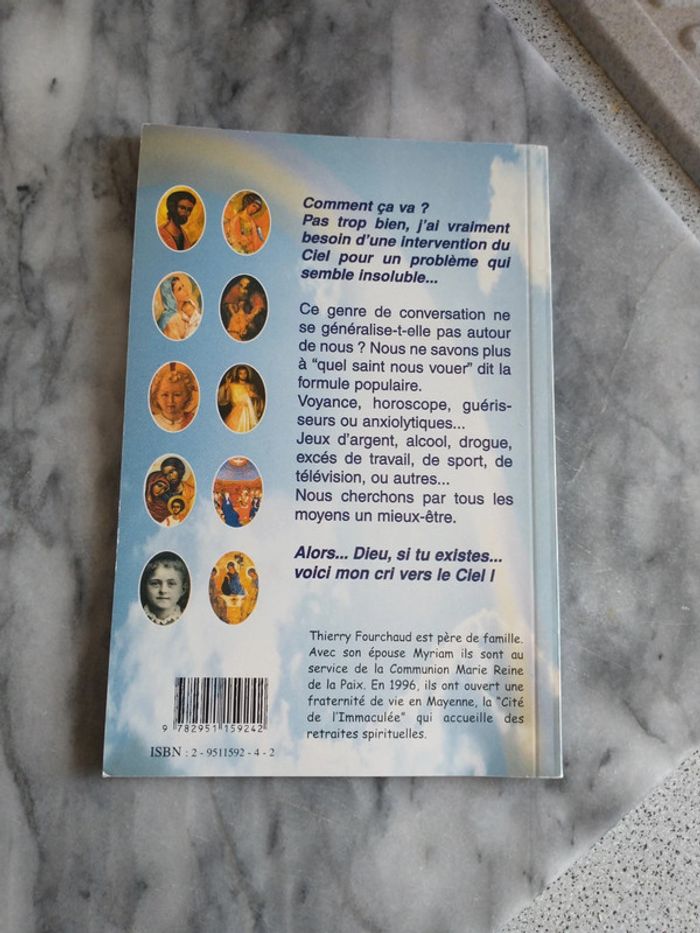 Comment ça va ?
Pas trop bien, j'ai vraiment
besoin d'une intervention du
Ciel pour un problème qui
semble insoluble...
Ce genre de conversation ne
se généralise-t-elle pas autour
de nous ? Nous ne savons plus
à "quel saint nous vouer" dit la
formule populaire.
Voyance, horoscope, guéris-
seurs ou anxiolytiques...
Jeux d'argent, alcool, drogue,
excés de travail, de sport, de
télévision, ou autres...
Nous cherchons par tous les
moyens un mieux-être.
Alors... Dieu, si tu existes...
voici mon cri vers le Ciel !
Thierry Fourchaud est père de famille.
Avec son épouse Myriam ils sont au
service de la Communion Marie Reine
de la Paix. En 1996, ils ont ouvert une
fraternité de vie en Mayenne, la "Cité
de l'Immaculée" qui accueille des
retraites spirituelles.
9 782951 159242
ISBN : 2 - 9511592 - 4 - 2